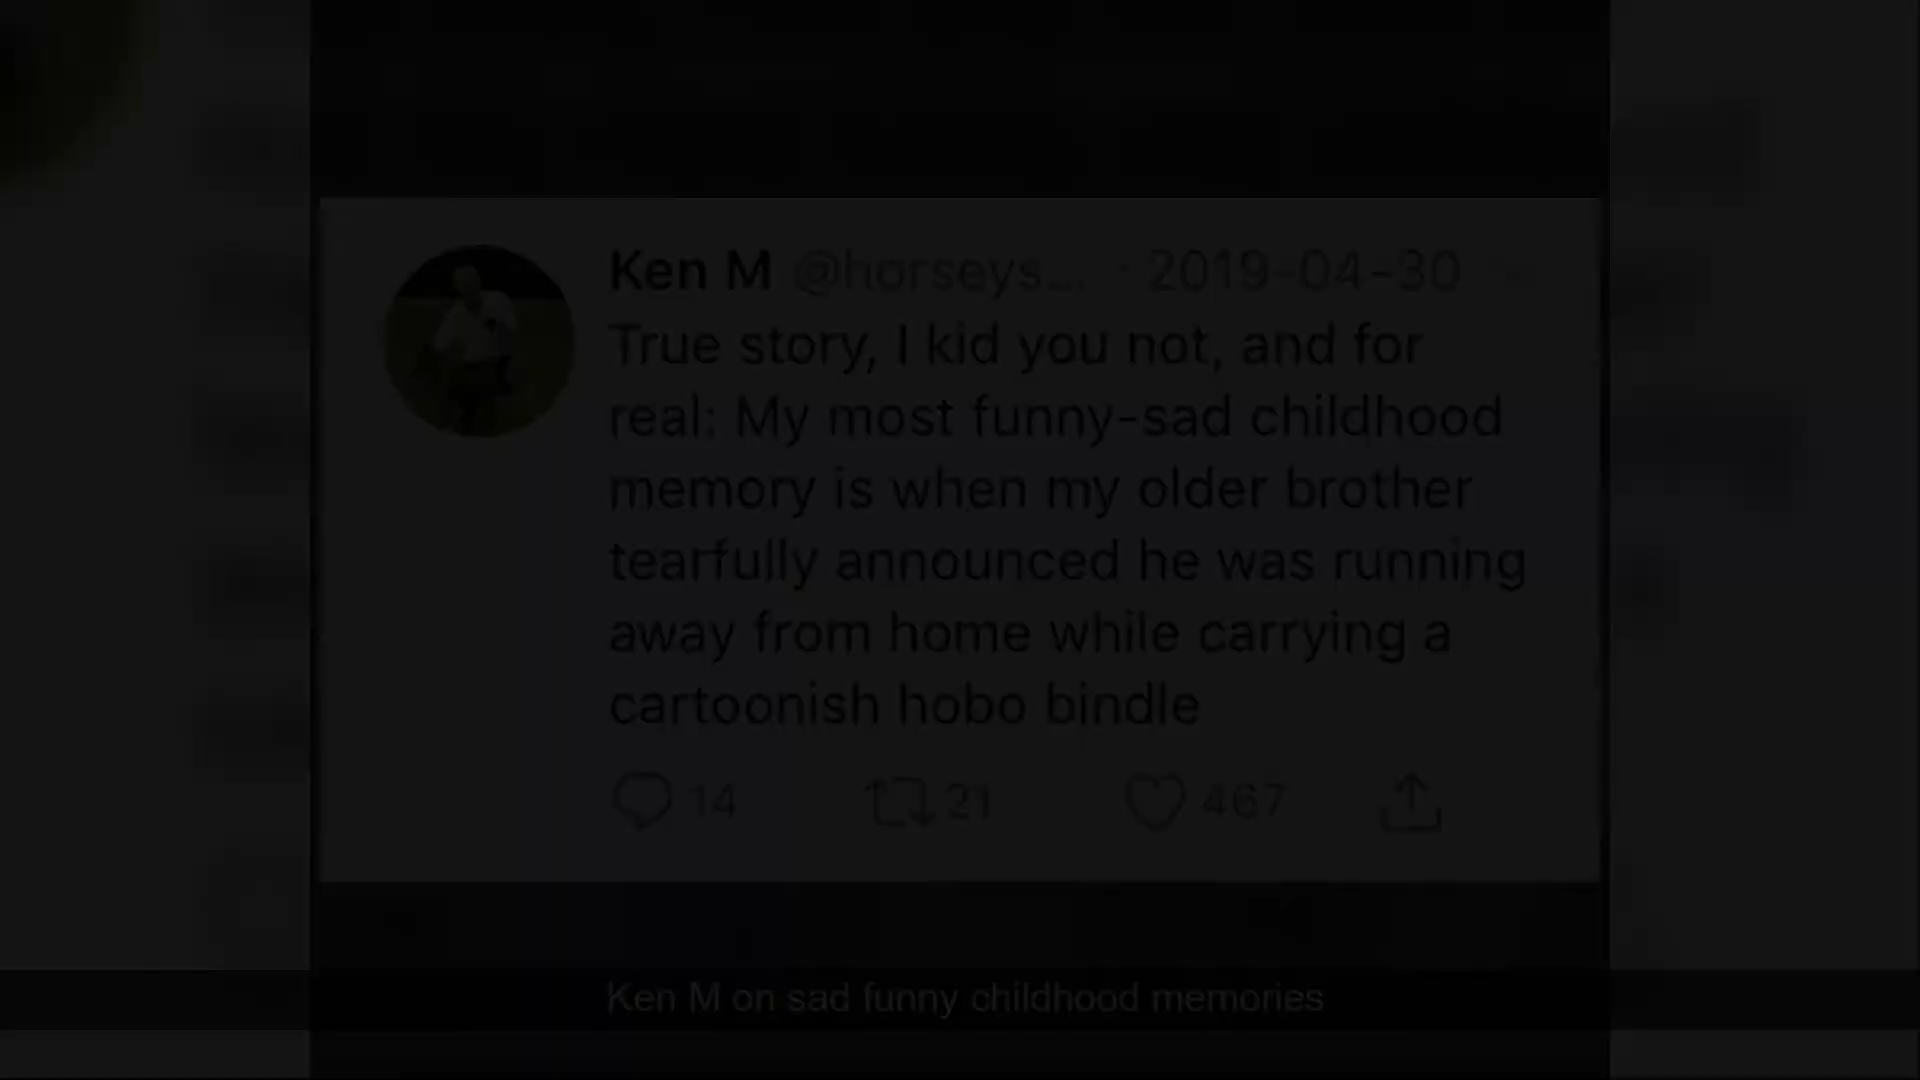 Ken M @horseys... · 2019-04-30
True story, I kid you not, and for
real: My most funny-sad childhood
memory is when my older brother
tearfully announced he was running
away from home while carrying a
cartoonish hobo bindle
14 21 467
Ken M on sad funny childhood memories